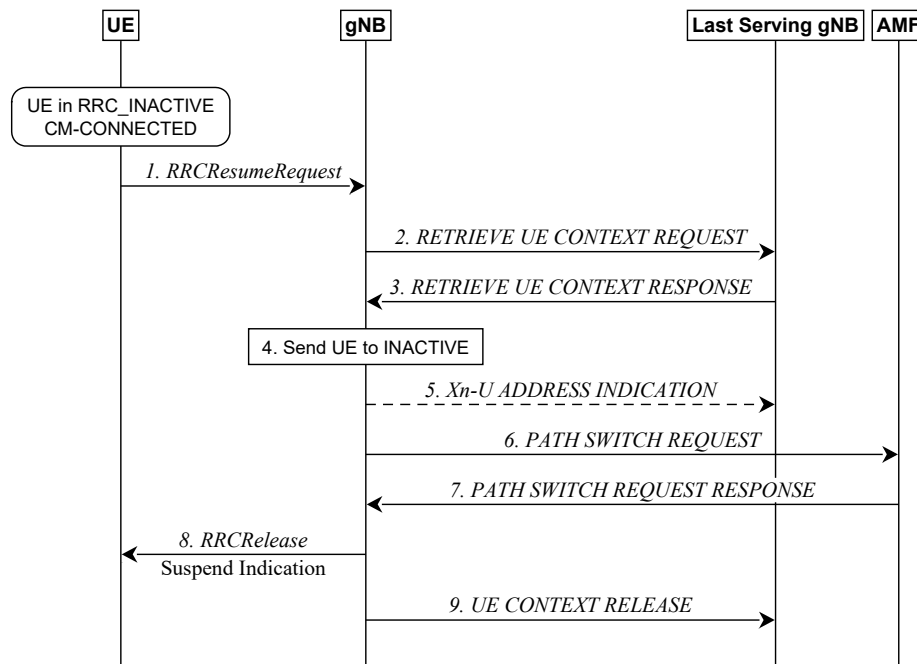 UE
gNB
Last Serving gNB
AMF
UE in RRC_INACTIVE
CM-CONNECTED
1. RRCResumeRequest
2. RETRIEVE UE CONTEXT REQUEST
3. RETRIEVE UE CONTEXT RESPONSE
4. Send UE to INACTIVE
5. Xn-U ADDRESS INDICATION
6. PATH SWITCH REQUEST
7. PATH SWITCH REQUEST RESPONSE
8. RRCRelease
Suspend Indication
9. UE CONTEXT RELEASE